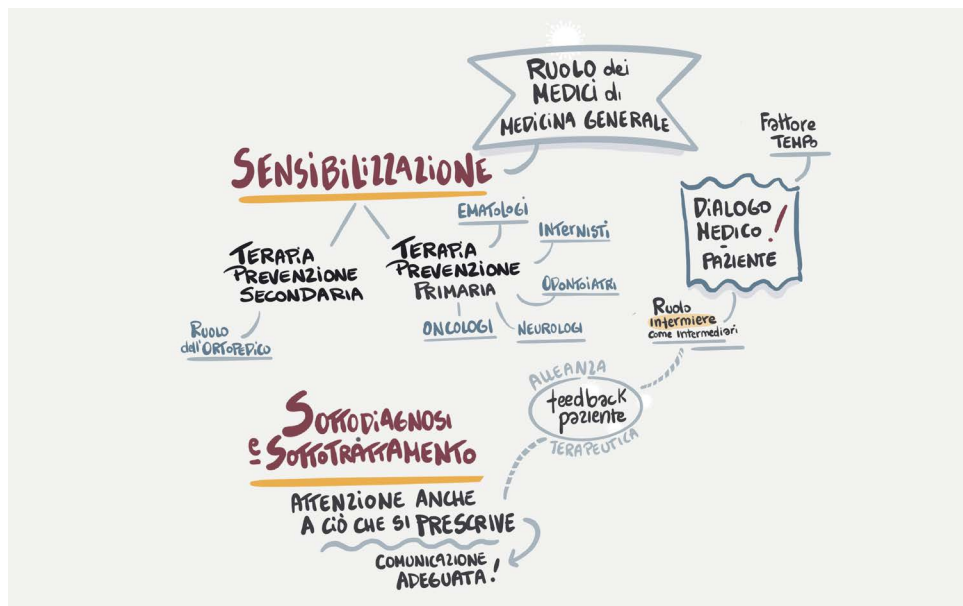 RUOLO dei
MEDICI di
MEDICINA GENERALE
SENSIBILIZZAZIONE
TERAPIA
PREVENZIONE
SECONDARIA
RUOLO
dell'ORTOPEDICO
TERAPIA
PREVENZIONE
PRIMARIA
EMATOLOGI
INTERNISTI
ODONTOIATRI
NEUROLOGI
ONCOLOGI
Fattore
TEMPO
DIALOGO
MEDICO !
-
PAZIENTE
Ruolo
infermiere
come intermediari
ALLEANZA
feedback
paziente
TERAPEUTICA
SOTTODIAGNOSI
e SOTTOTRATTAMENTO
ATTENZIONE ANCHE
A CIÒ CHE SI PRESCRIVE
COMUNICAZIONE
ADEGUATA!